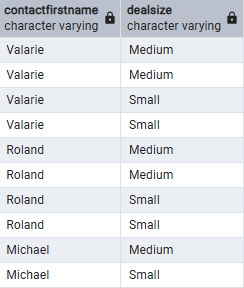 contactfirstname dealsize
character varying character varying
Valarie Medium
Valarie Medium
Valarie Small
Valarie Small
Roland Medium
Roland Medium
Roland Small
Roland Small
Michael Medium
Michael Small